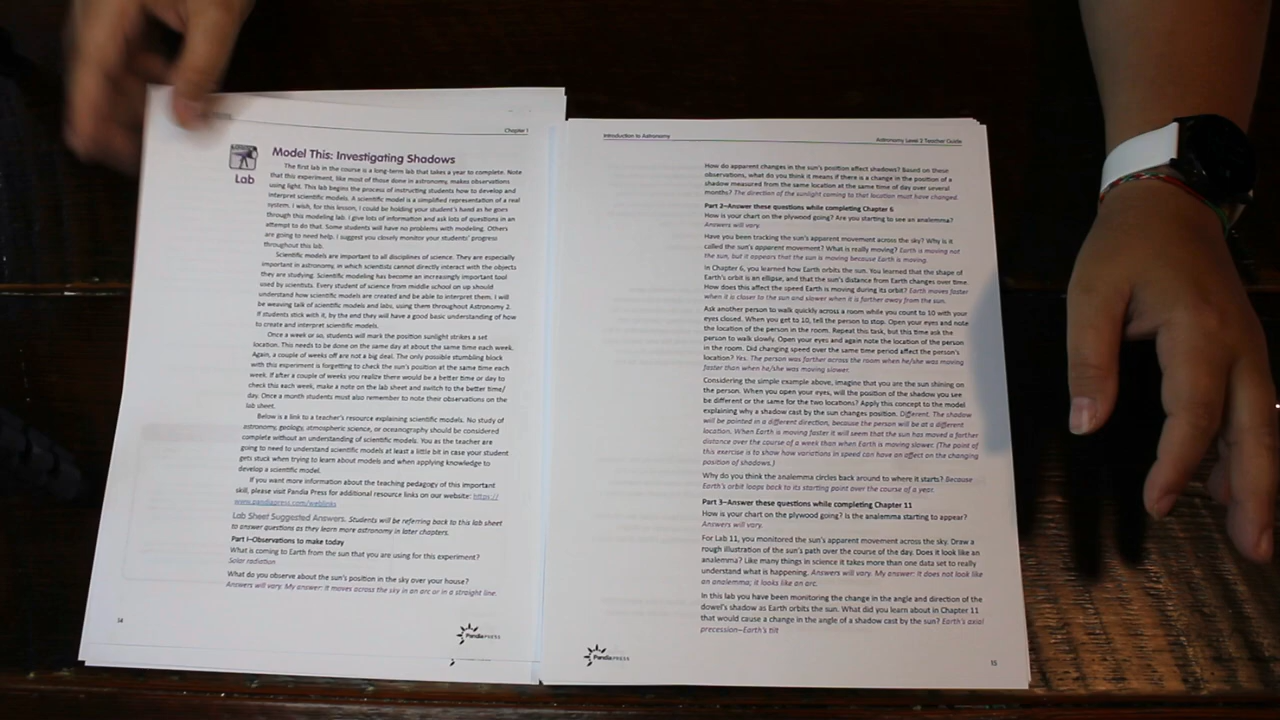 Chapter 1
Model This: Investigating Shadows
Lab
The first lab in the course is a long-term lab that takes a year to complete. Note
that this experiment, like most of those done in astronomy, makes observations
using light. This lab begins the process of instructing students how to develop and
interpret scientific models. A scientific model is a simplified representation of a real
system. I wish, for this lesson, I could be holding your student's hand as he goes
through this modeling lab. I give lots of information and ask lots of questions in an
attempt to do that. Some students will have no problems with modeling. Others
are going to need help. I suggest you closely monitor your students' progress
throughout this lab.
Scientific models are important to all disciplines of science. They are especially
important in astronomy, in which scientists cannot directly interact with the objects
they are studying. Scientific modeling has become an increasingly important tool
used by scientists. Every student of science from middle school on up should
understand how scientific models are created and be able to interpret them. I will
be weaving talk of scientific models and labs, using them throughout Astronomy 2.
If students stick with it, by the end they will have a good basic understanding of how
to create and interpret scientific models.
Once a week or so, students will mark the position sunlight strikes a set
location. This needs to be done on the same day at about the same time each week.
Again, a couple of weeks off are not a big deal. The only possible stumbling block
with this experiment is forgetting to check the sun's position at the same time each
week. If after a couple of weeks you realize there would be a better time or day to
check this each week, make a note on the lab sheet and switch to the better time/
day. Once a month students must also remember to note their observations on the
lab sheet.
Below is a link to a teacher's resource explaining scientific models. No study of
astronomy, geology, atmospheric science, or oceanography should be considered
complete without an understanding of scientific models. You as the teacher are
going to need to understand scientific models at least a little bit in case your student
gets stuck when trying to learn about models and when applying knowledge to
develop a scientific model.
If you want more information about the teaching pedagogy of this important
skill, please visit Pandia Press for additional resource links on our website: https://
www.pandiapress.com/weblinks
Lab Sheet Suggested Answers. Students will be referring back to this lab sheet
to answer questions as they learn more astronomy in later chapters.
Part I—Observations to make today
What is coming to Earth from the sun that you are using for this experiment?
Solar radiation
What do you observe about the sun's position in the sky over your house?
Answers will vary. My answer: it moves across the sky in an arc or in a straight line.
14
Pandia PRESS
Introduction to Astronomy
Astronomy Level 2 Teacher Guide
How do apparent changes in the sun's position affect shadows? Based on these
observations, what do you think it means if there is a change in the position of a
shadow measured from the same location at the same time of day over several
months? The direction of the sunlight coming to that location must have changed.
Part 2—Answer these questions while completing Chapter 6
How is your chart on the plywood going? Are you starting to see an analemma?
Answers will vary.
Have you been tracking the sun's apparent movement across the sky? Why is it
called the sun's apparent movement? What is really moving? Earth is moving not
the sun, but it appears that the sun is moving because Earth is moving.
In Chapter 6, you learned how Earth orbits the sun. You learned that the shape of
Earth's orbit is an ellipse, and that the sun's distance from Earth changes over time.
How does this affect the speed Earth is moving during its orbit? Earth moves faster
when it is closer to the sun and slower when it is farther away from the sun.
Ask another person to walk quickly across a room while you count to 10 with your
eyes closed. When you get to 10, tell the person to stop. Open your eyes and note
the location of the person in the room. Repeat this task, but this time ask the
person to walk slowly. Open your eyes and again note the location of the person
in the room. Did changing speed over the same time period affect the person's
location? Yes. The person was farther across the room when he/she was moving
faster than when he/she was moving slower.
Considering the simple example above, imagine that you are the sun shining on
the person. When you open your eyes, will the position of the shadow you see
be different or the same for the two locations? Apply this concept to the model
explaining why a shadow cast by the sun changes position. Different. The shadow
will be pointed in a different direction, because the person will be at a different
location. When Earth is moving faster it will seem that the sun has moved a farther
distance over the course of a week than when Earth is moving slower. (The point of
this exercise is to show how variations in speed can have an affect on the changing
position of shadows.)
Why do you think the analemma circles back around to where it starts? Because
Earth's orbit loops back to its starting point over the course of a year.
Part 3—Answer these questions while completing Chapter 11
How is your chart on the plywood going? Is the analemma starting to appear?
Answers will vary.
For Lab 11, you monitored the sun's apparent movement across the sky. Draw a
rough illustration of the sun's path over the course of the day. Does it look like an
analemma? Like many things in science it takes more than one data set to really
understand what is happening. Answers will vary. My answer: it does not look like
an analemma; it looks like an arc.
In this lab you have been monitoring the change in the angle and direction of the
dowel's shadow as Earth orbits the sun. What did you learn about in Chapter 11
that would cause a change in the angle of a shadow cast by the sun? Earth's axial
precession—Earth's tilt
Pandia PRESS
15